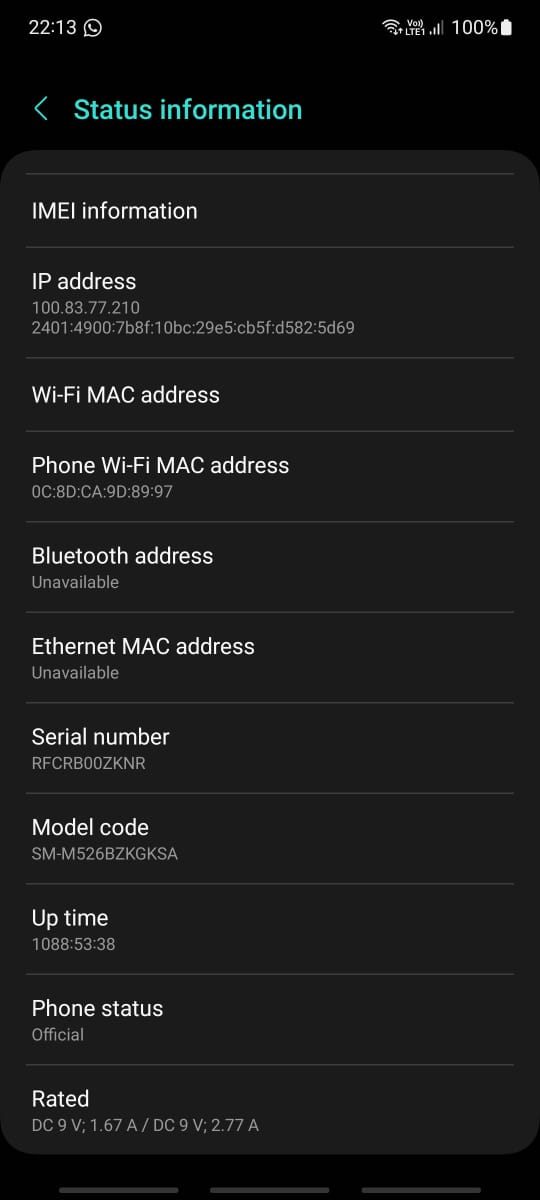 22:13
Vo)) LTE1 100%
Status information
IMEI information
IP address
100.83.77.210
2401:4900:7b8f:10bc:29e5:cb5f:d582:5d69
Wi-Fi MAC address
Phone Wi-Fi MAC address
0C:8D:CA:9D:89:97
Bluetooth address
Unavailable
Ethernet MAC address
Unavailable
Serial number
RFCRB00ZKNR
Model code
SM-M526BZKGKSA
Up time
1088:53:38
Phone status
Official
Rated
DC 9 V; 1.67 A / DC 9 V; 2.77 A